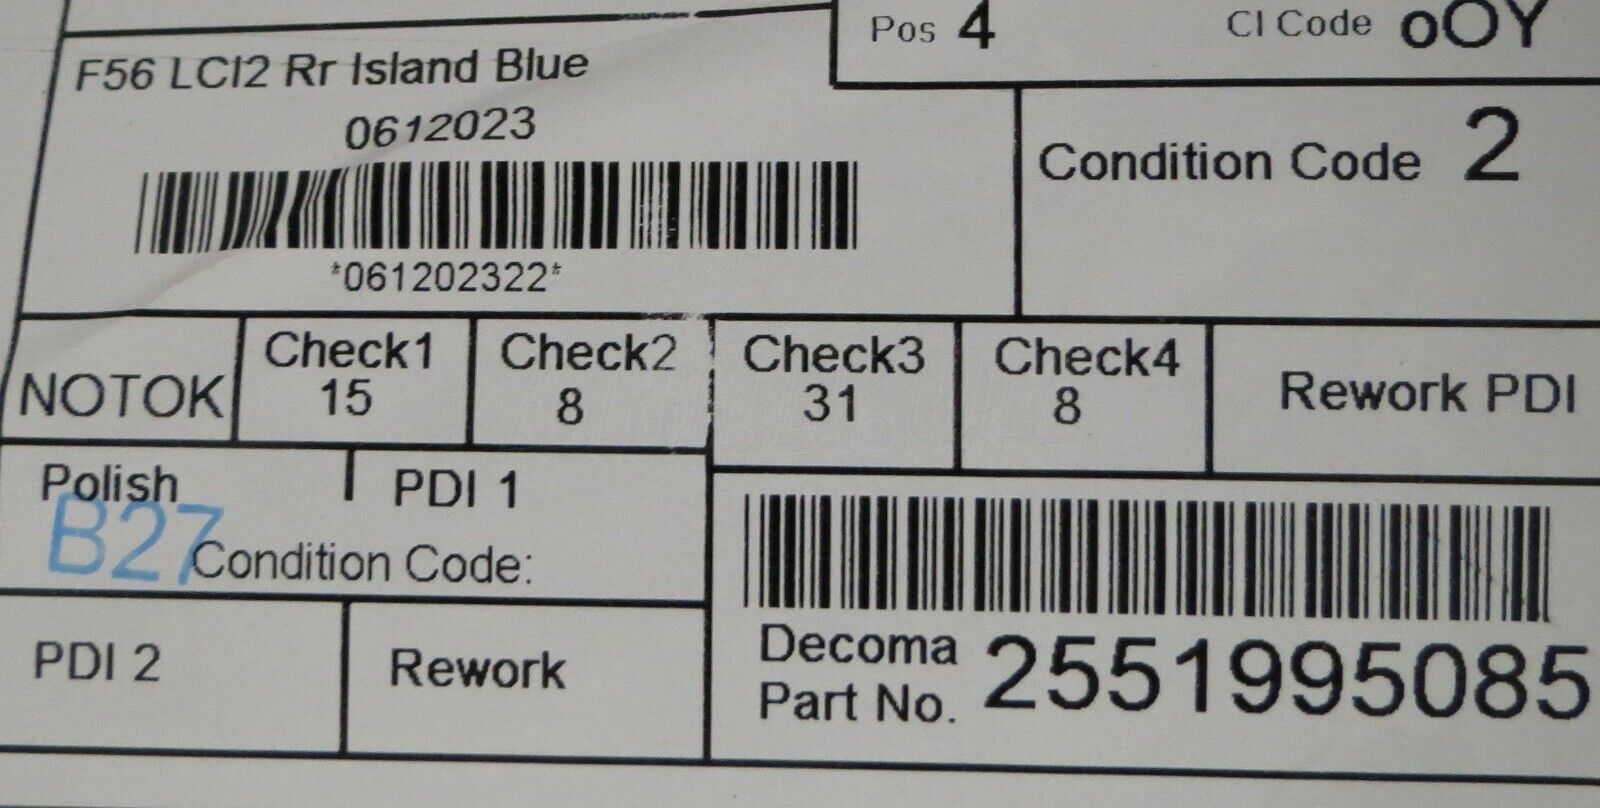 Pos 4
CI Code oOY
F56 LCI2 Rr Island Blue
0612023
*061202322*
Condition Code 2
NOTOK
Check1
15
Check2
8
Check3
31
Check4
8
Rework PDI
Polish
PDI 1
B27
Condition Code:
PDI 2
Rework
Decoma
Part No. 2551995085